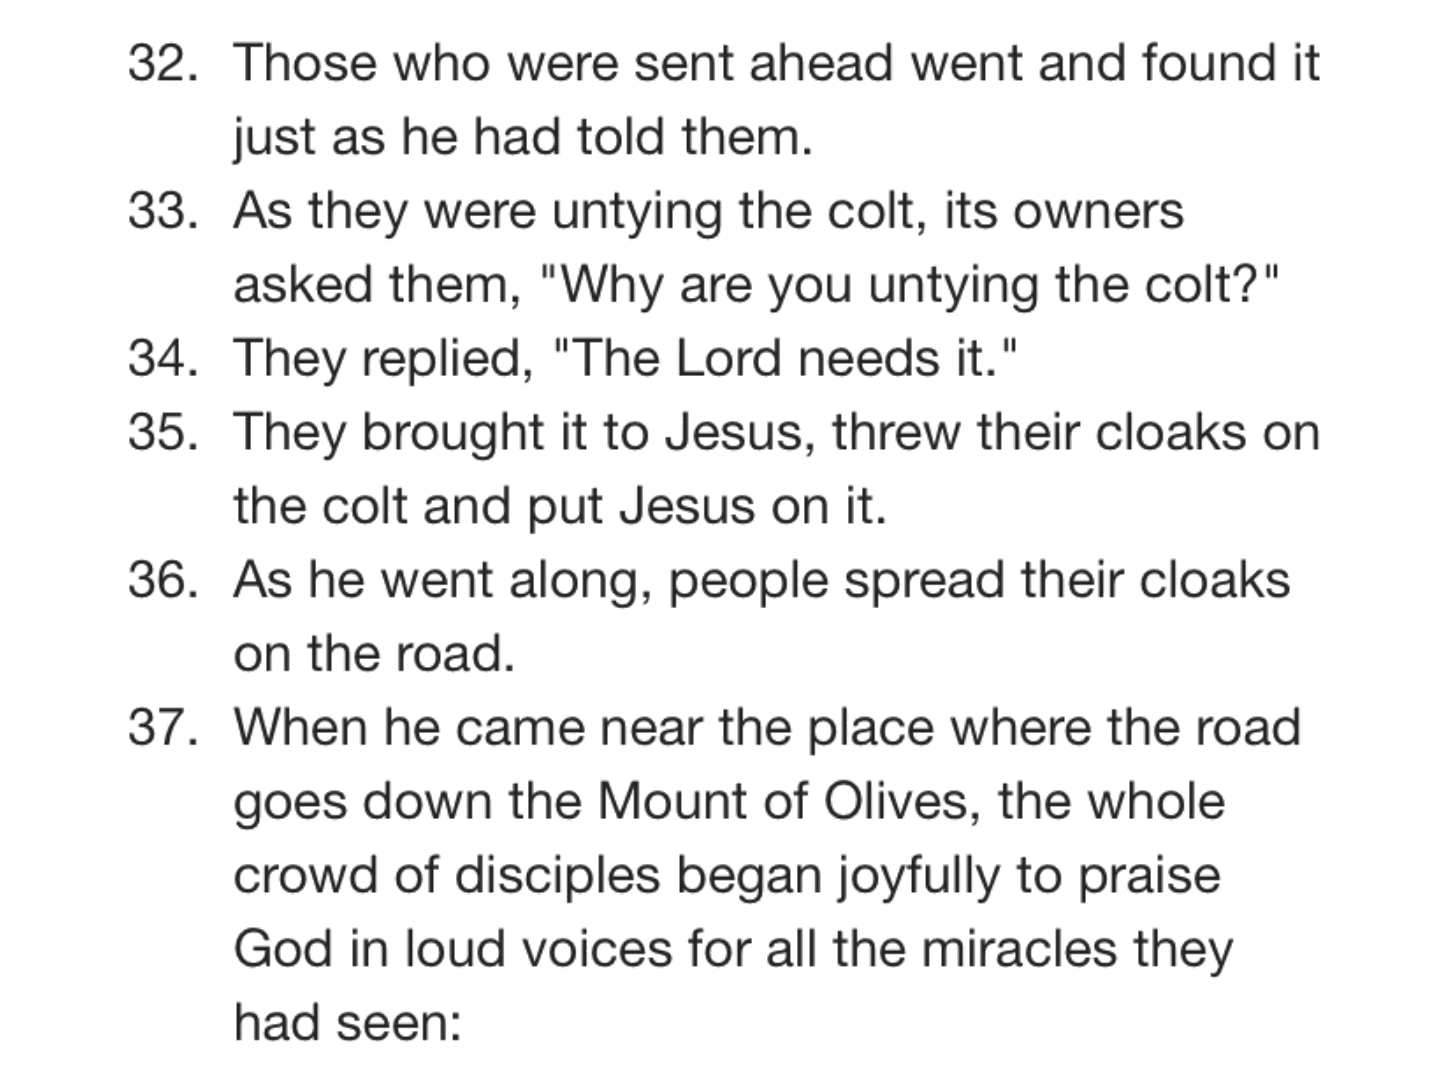 32. Those who were sent ahead went and found it
just as he had told them.
33. As they were untying the colt, its owners
asked them, "Why are you untying the colt?"
34. They replied, "The Lord needs it."
35. They brought it to Jesus, threw their cloaks on
the colt and put Jesus on it.
36. As he went along, people spread their cloaks
on the road.
37. When he came near the place where the road
goes down the Mount of Olives, the whole
crowd of disciples began joyfully to praise
God in loud voices for all the miracles they
had seen: